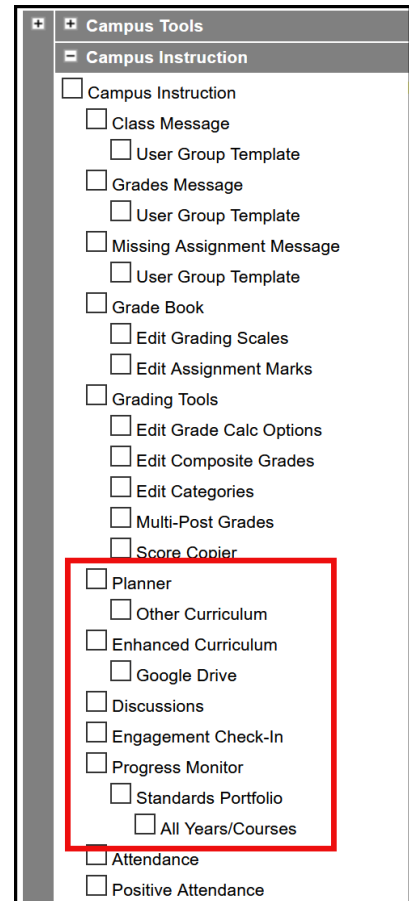 Campus Tools
Campus Instruction
Campus Instruction
Class Message
User Group Template
Grades Message
User Group Template
Missing Assignment Message
User Group Template
Grade Book
Edit Grading Scales
Edit Assignment Marks
Grading Tools
Edit Grade Calc Options
Edit Composite Grades
Edit Categories
Multi-Post Grades
Score Copier
Planner
Other Curriculum
Enhanced Curriculum
Google Drive
Discussions
Engagement Check-In
Progress Monitor
Standards Portfolio
All Years/Courses
Attendance
Positive Attendance